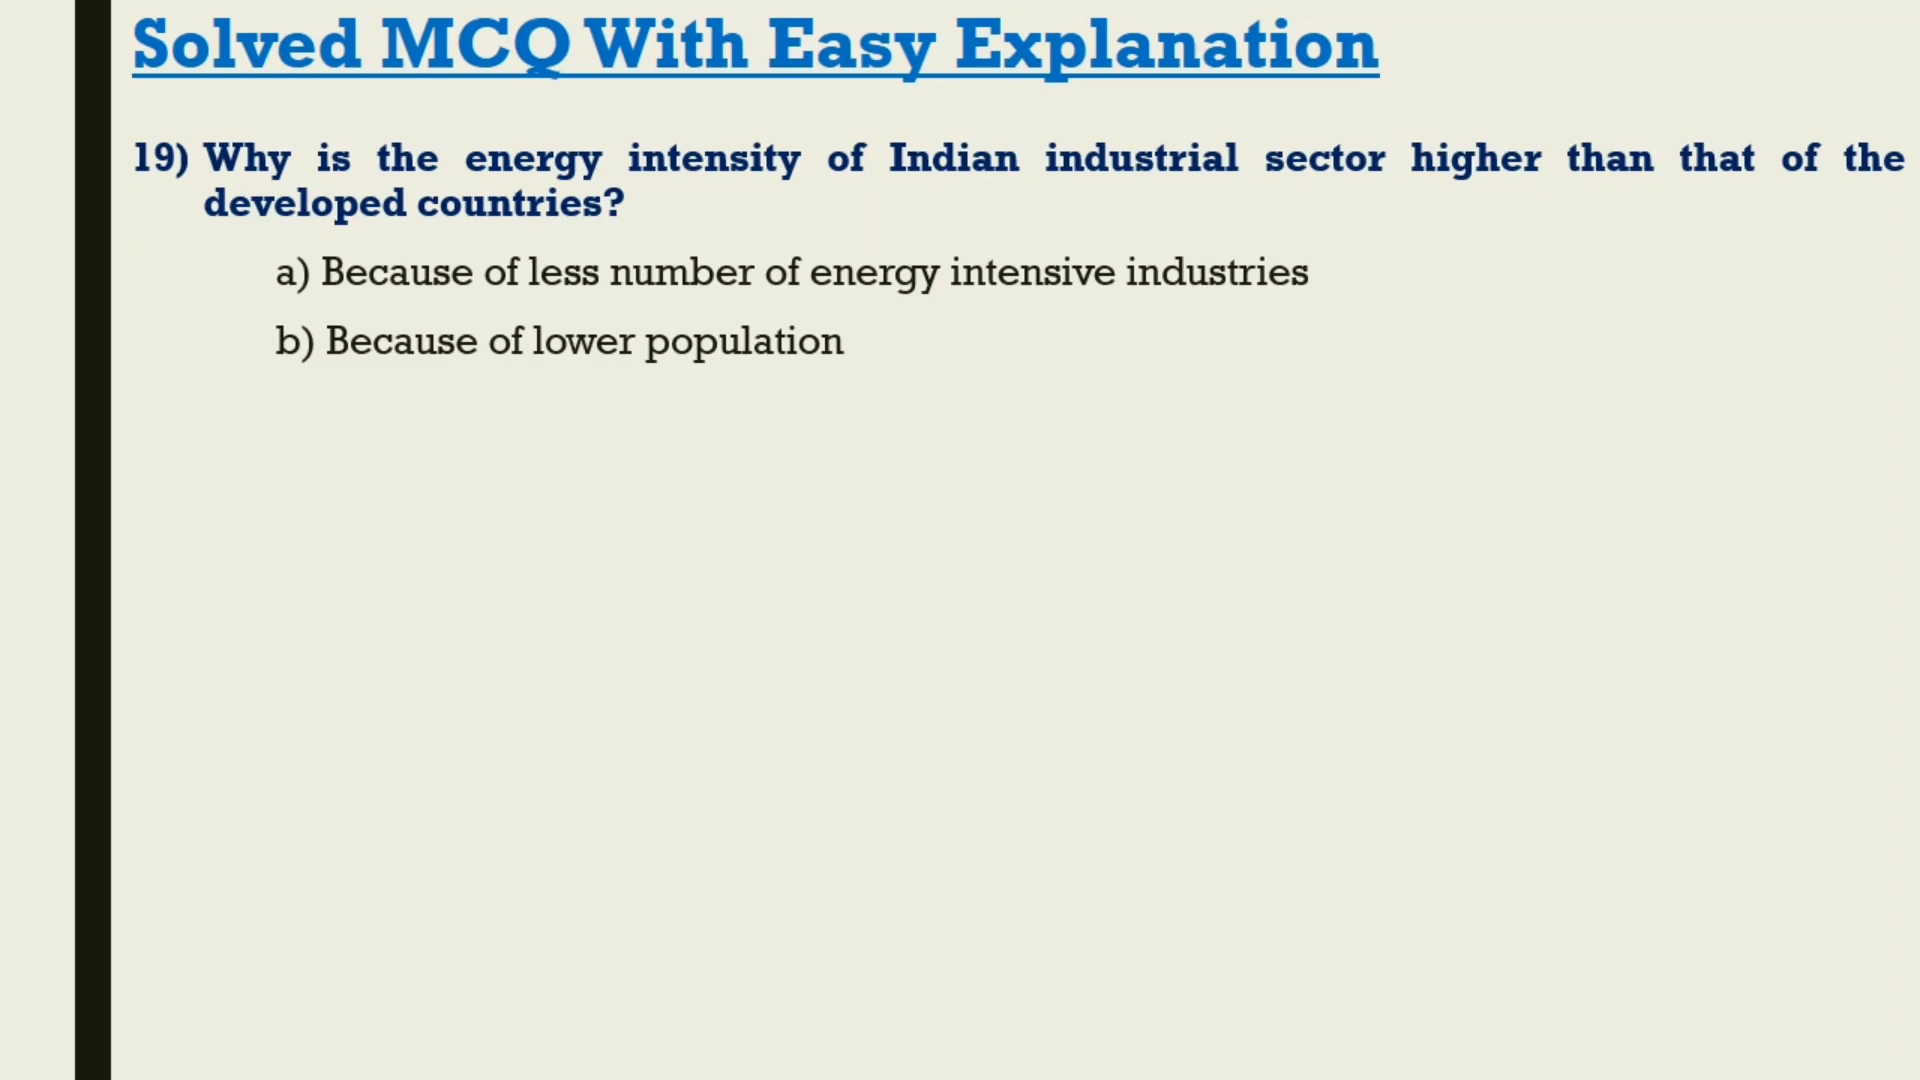 Solved MCQ With Easy Explanation
19) Why is the energy intensity of Indian industrial sector higher than that of the
developed countries?
a) Because of less number of energy intensive industries
b) Because of lower population